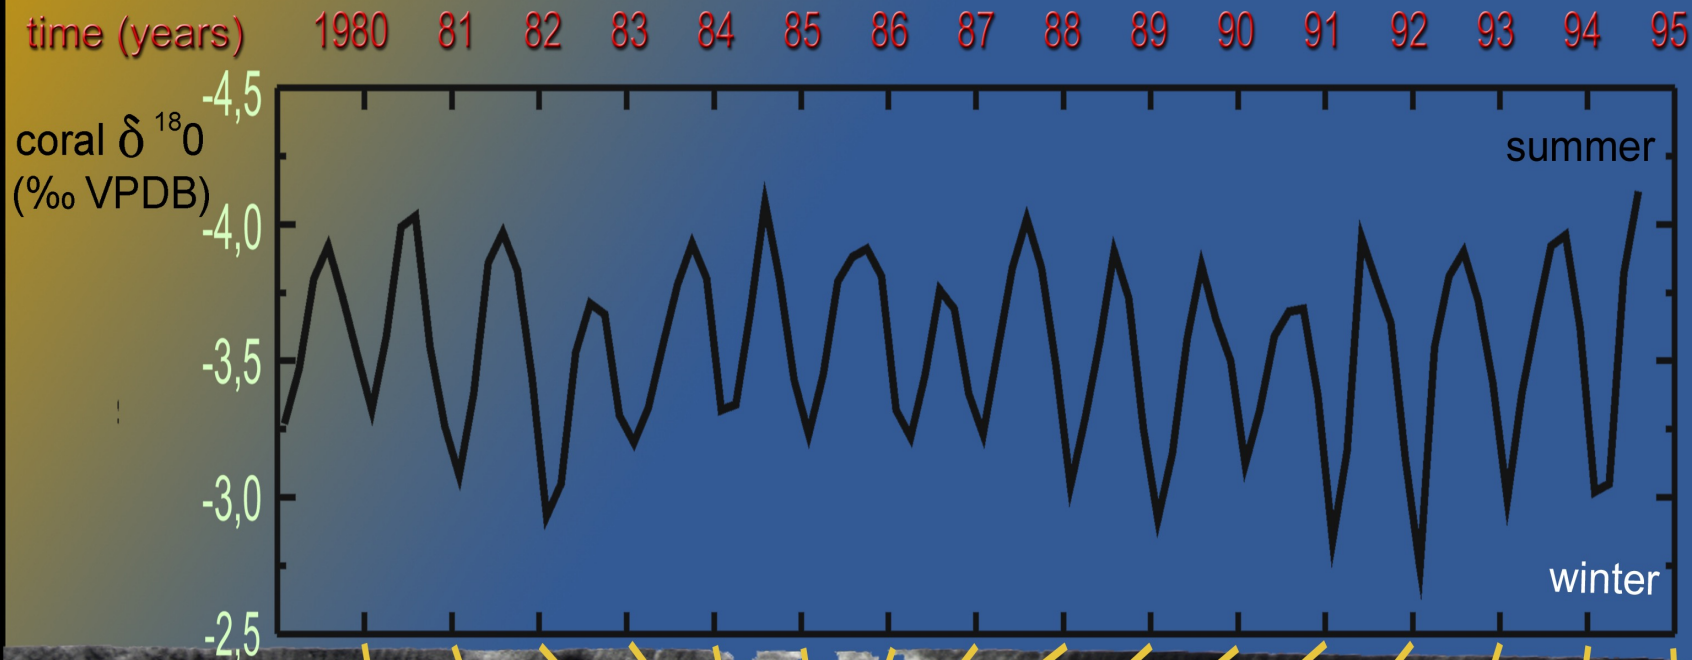 time (years) 1980 81 82 83 84 85 86 87 88 89 90 91 92 93 94 95
-4,5
coral δ ¹⁸0
summer
(‰ VPDB)
-4,0
-3,5
-3,0
winter
-2,5